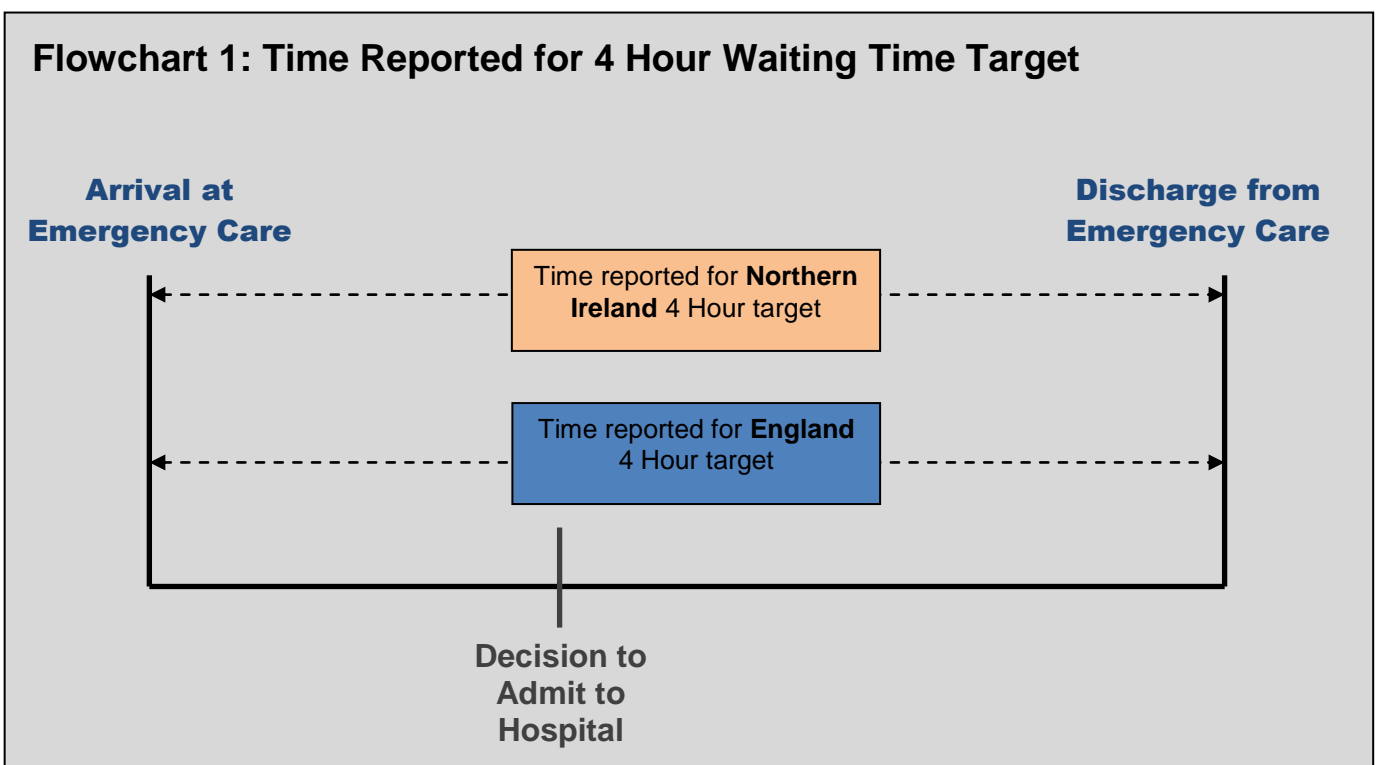 Flowchart 1: Time Reported for 4 Hour Waiting Time Target
Arrival at
Emergency Care
Discharge from
Emergency Care
Time reported for Northern
Ireland 4 Hour target
Time reported for England
4 Hour target
Decision to
Admit to
Hospital